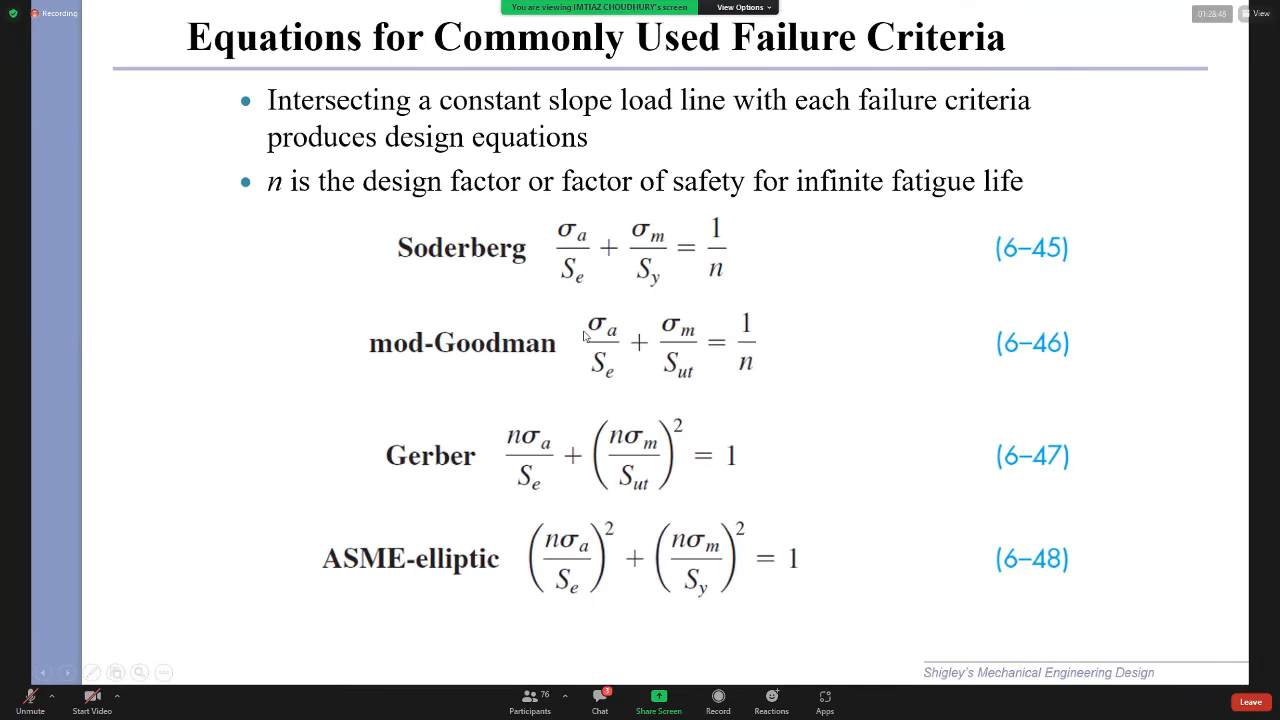 Recording
You are viewing IMTIAZ CHOUDHURY's screen
View Options
01:28:48
View
Equations for Commonly Used Failure Criteria
• Intersecting a constant slope load line with each failure criteria
produces design equations
• n is the design factor or factor of safety for infinite fatigue life
Soderberg σa/Se + σm/Sy = 1/n (6–45)
mod-Goodman σa/Se + σm/Sut = 1/n (6–46)
Gerber nσa/Se + (nσm/Sut)² = 1 (6–47)
ASME-elliptic (nσa/Se)² + (nσm/Sy)² = 1 (6–48)
Shigley's Mechanical Engineering Design
Unmute
Start Video
76
Participants
3
Chat
Share Screen
Record
Reactions
Apps
Leave